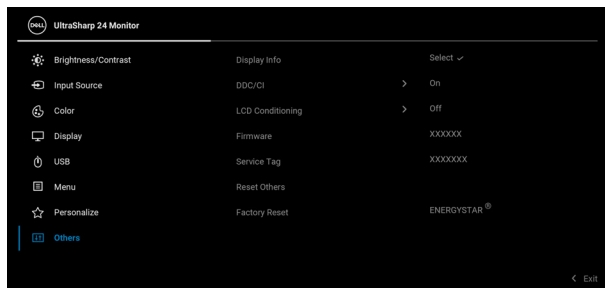 DELL UltraSharp 24 Monitor
Brightness/Contrast Display Info Select ✓
Input Source DDC/CI > On
Color LCD Conditioning > Off
Display Firmware XXXXXX
USB Service Tag XXXXXXX
Menu Reset Others
Personalize Factory Reset ENERGYSTAR ®
Others
< Exit